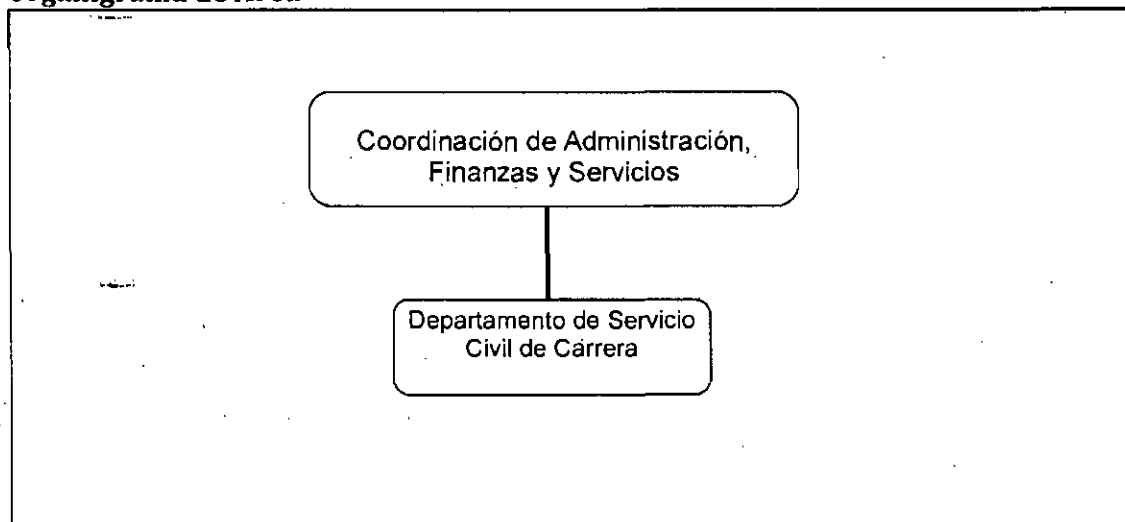 Coordinación de Administración,
Finanzas y Servicios
Departamento de Servicio
Civil de Carrera